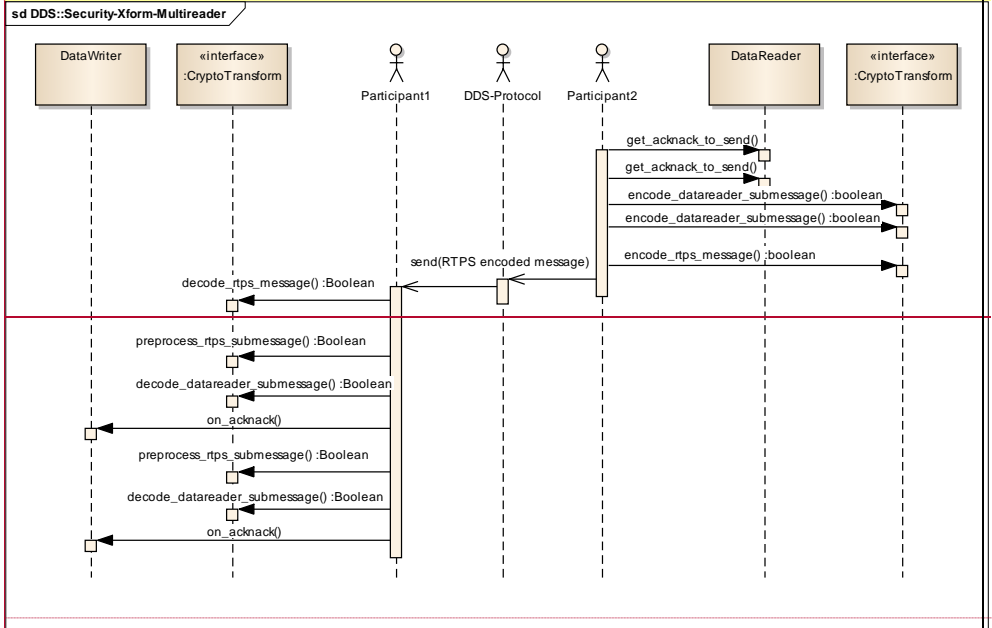 sd DDS::Security-Xform-Multireader
DataWriter
«interface»
:CryptoTransform
Participant1
DDS-Protocol
Participant2
DataReader
«interface»
:CryptoTransform
get_acknack_to_send()
get_acknack_to_send()
encode_datareader_submessage() :boolean
encode_datareader_submessage() :boolean
encode_rtps_message() :boolean
send(RTPS encoded message)
decode_rtps_message() :Boolean
preprocess_rtps_submessage() :Boolean
decode_datareader_submessage() :Boolean
on_acknack()
preprocess_rtps_submessage() :Boolean
decode_datareader_submessage() :Boolean
on_acknack()